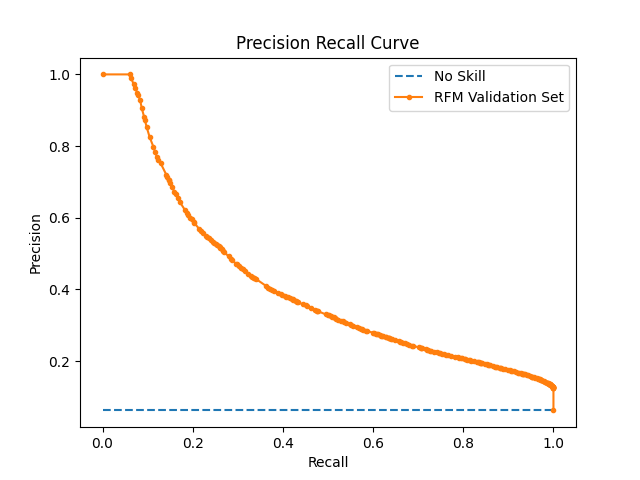 Precision Recall Curve
No Skill
RFM Validation Set
Precision
1.0
0.8
0.6
0.4
0.2
0.0 0.2 0.4 0.6 0.8 1.0
Recall